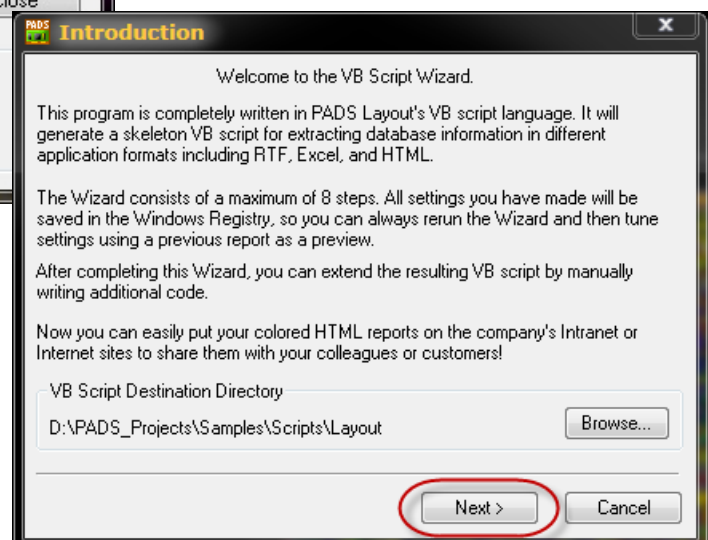 Close
PADS
Introduction
x
Welcome to the VB Script Wizard.
This program is completely written in PADS Layout's VB script language. It will
generate a skeleton VB script for extracting database information in different
application formats including RTF, Excel, and HTML.
The Wizard consists of a maximum of 8 steps. All settings you have made will be
saved in the Windows Registry, so you can always rerun the Wizard and then tune
settings using a previous report as a preview.
After completing this Wizard, you can extend the resulting VB script by manually
writing additional code.
Now you can easily put your colored HTML reports on the company's Intranet or
Internet sites to share them with your colleagues or customers!
VB Script Destination Directory
D:\PADS_Projects\Samples\Scripts\Layout
Browse...
Next >
Cancel